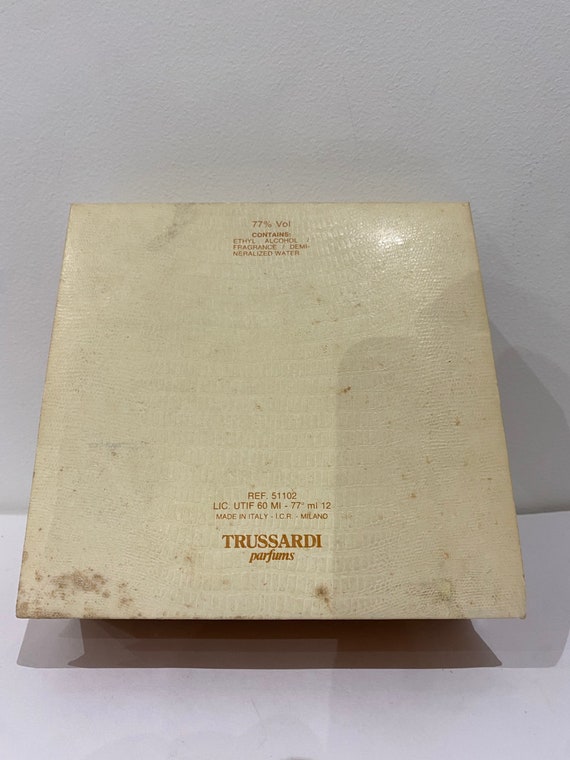 77% Vol
CONTAINS:
ETHYL ALCOHOL /
FRAGRANCE / DEMI-
NERALIZED WATER
REF. 51102
LIC. UTIF 60 MI - 77° ml 12
MADE IN ITALY - I.C.R. - MILANO
TRUSSARDI
parfums